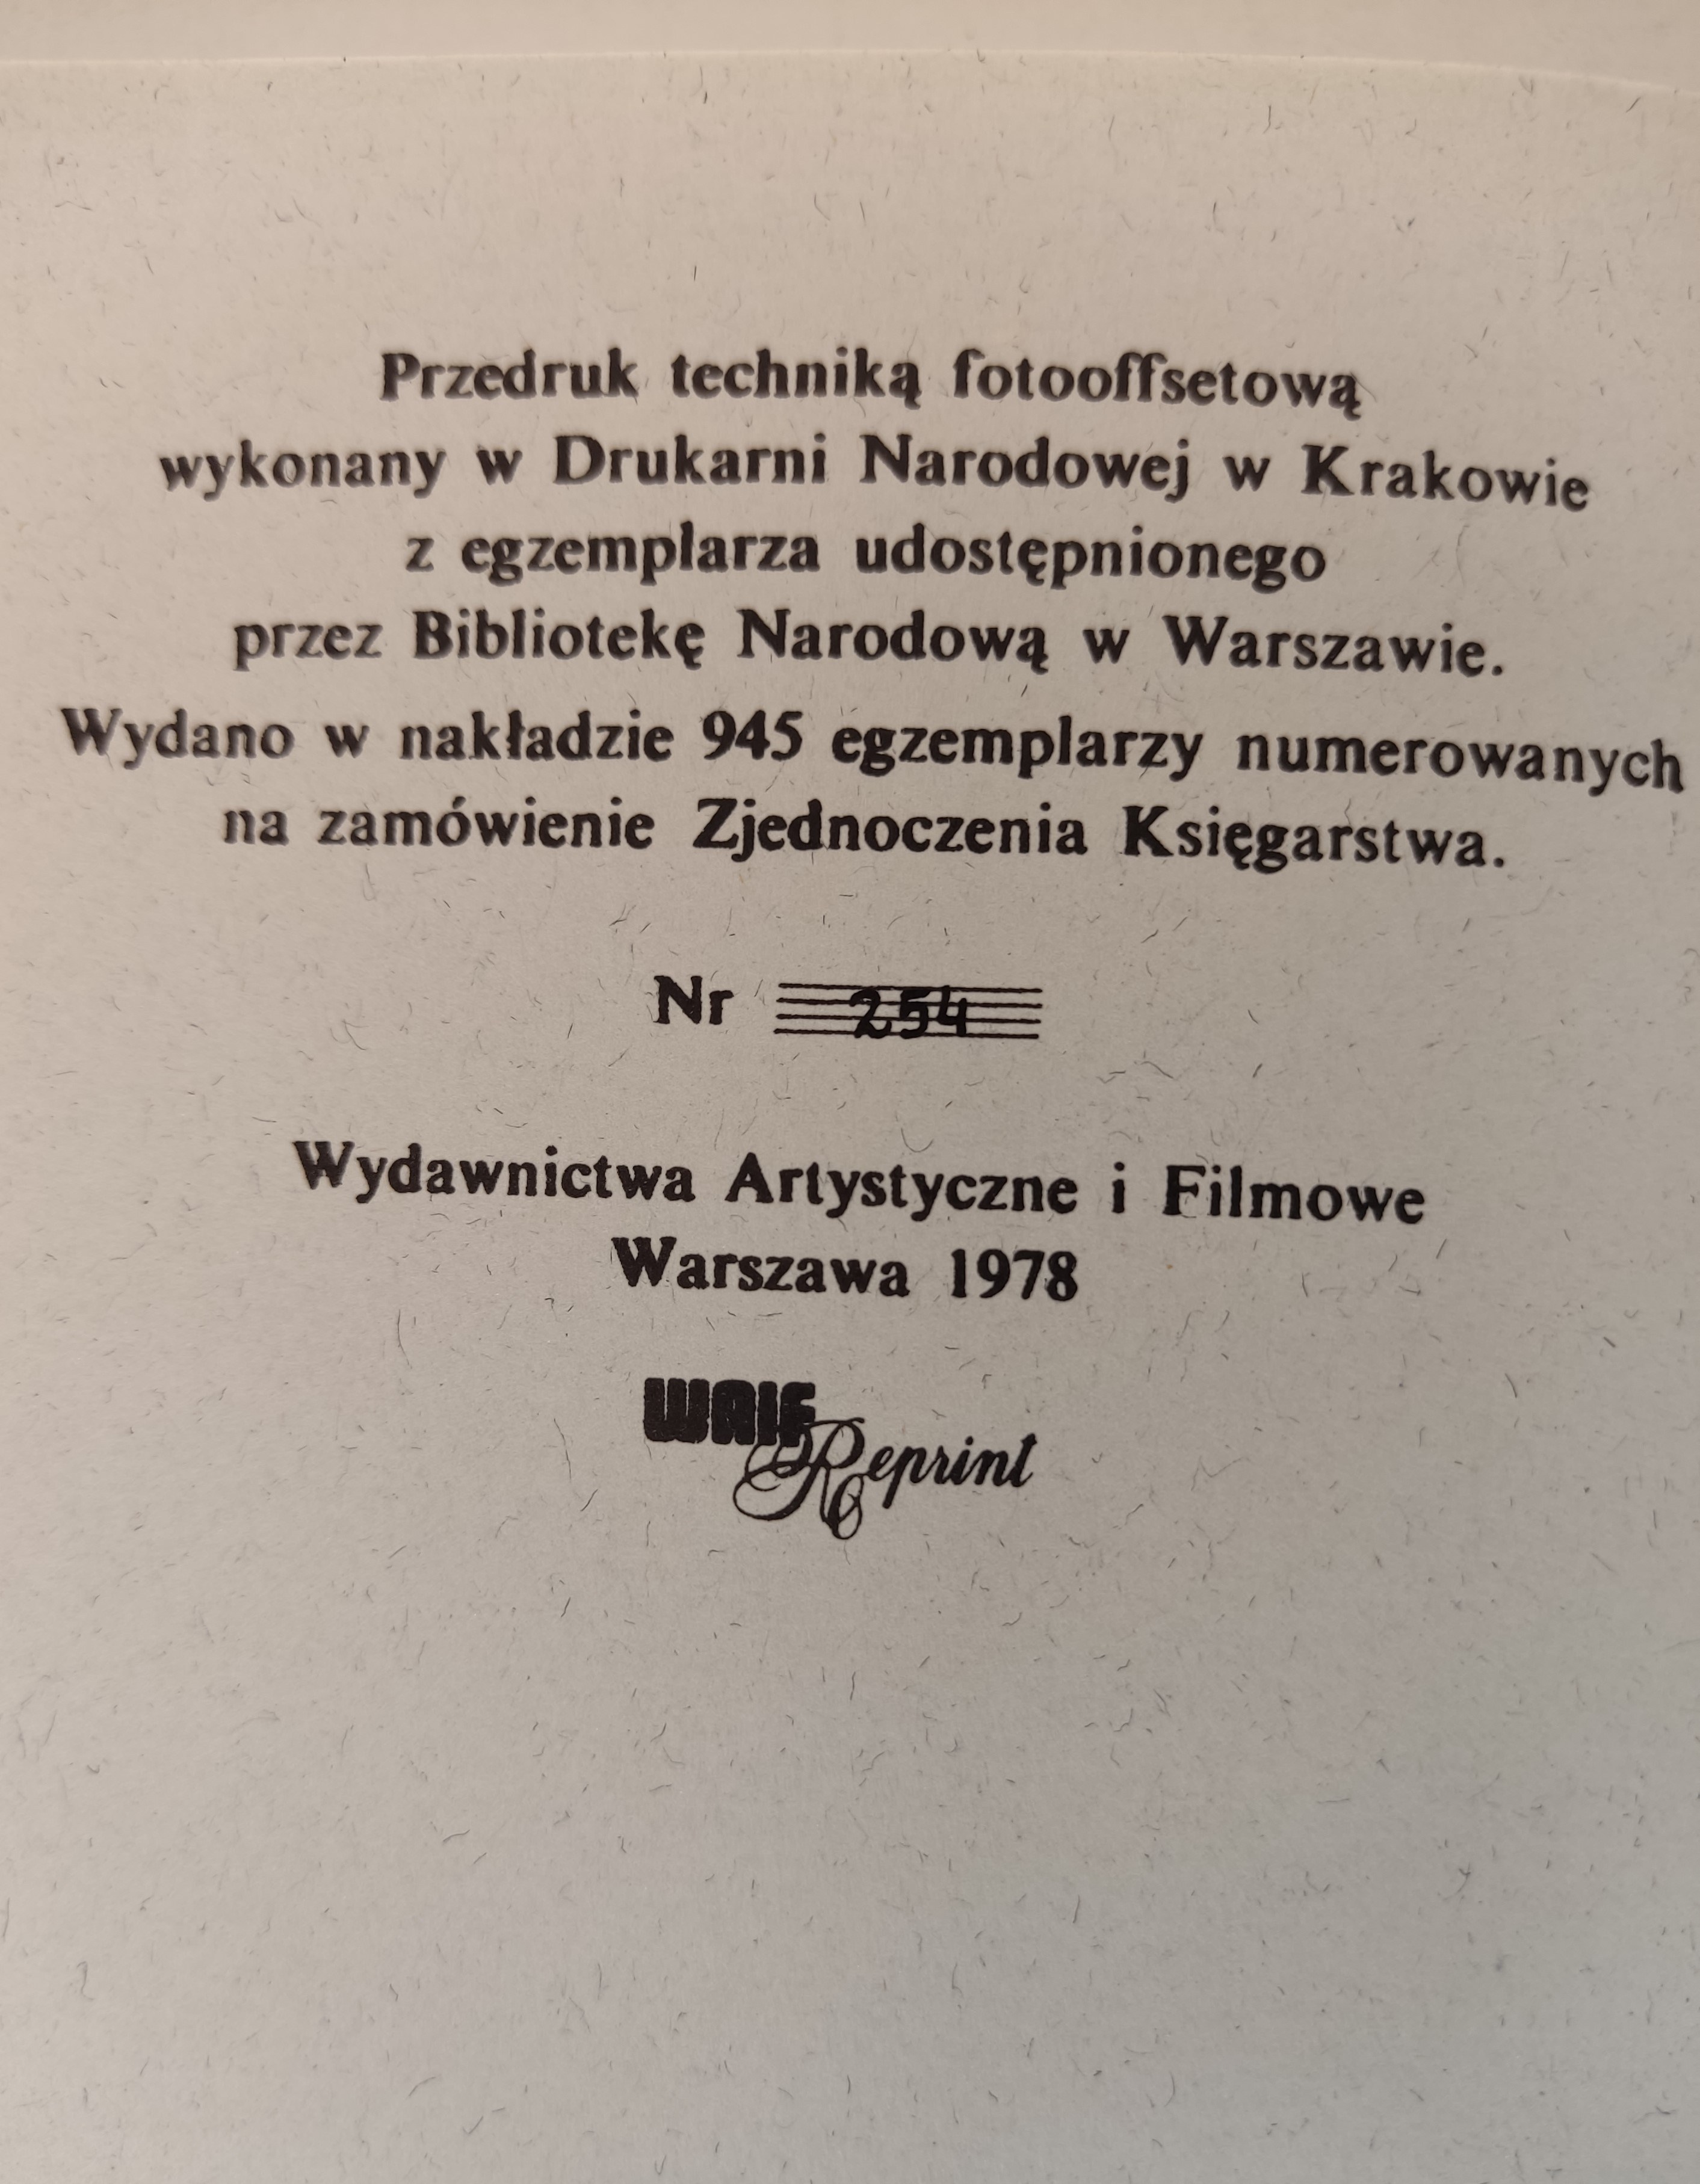 Przedruk techniką fotooffsetową
wykonany w Drukarni Narodowej w Krakowie
z egzemplarza udostępnionego
przez Bibliotekę Narodową w Warszawie.
Wydano w nakładzie 945 egzemplarzy numerowanych
na zamówienie Zjednoczenia Księgarstwa.
Nr 254
Wydawnictwa Artystyczne i Filmowe
Warszawa 1978
WAIF
Reprint